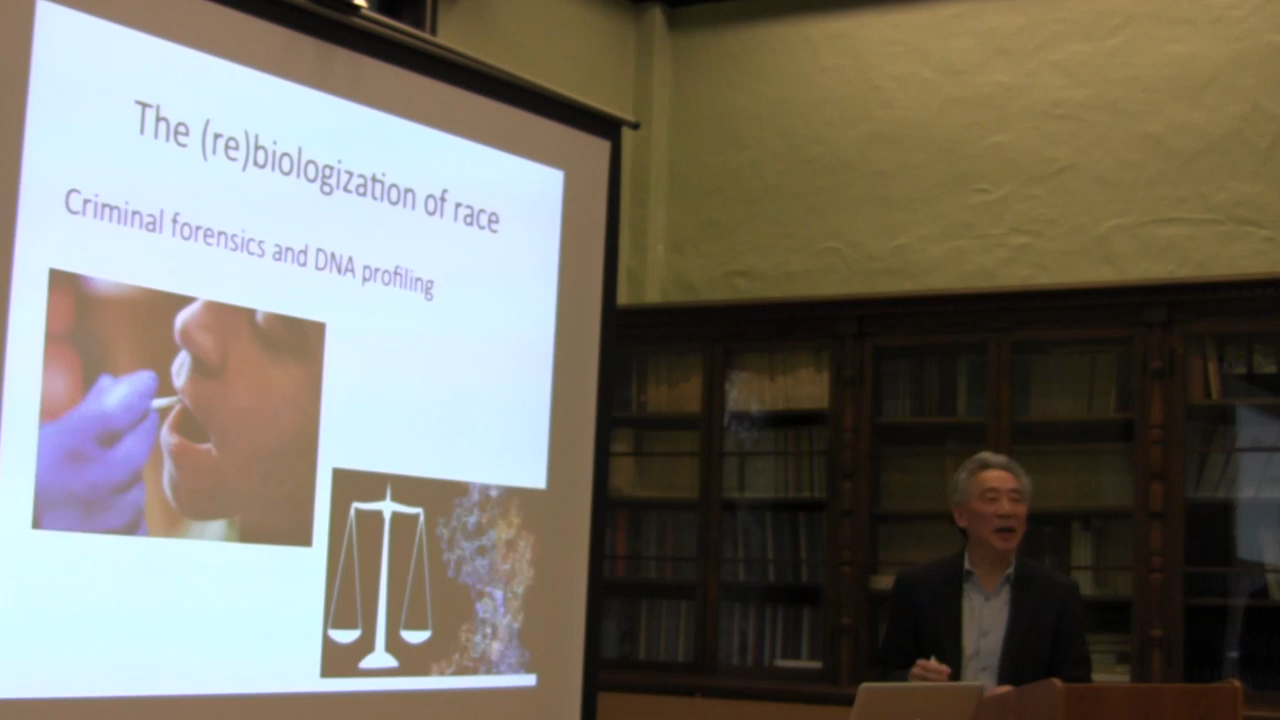 The (re)biologization of race
Criminal forensics and DNA profiling